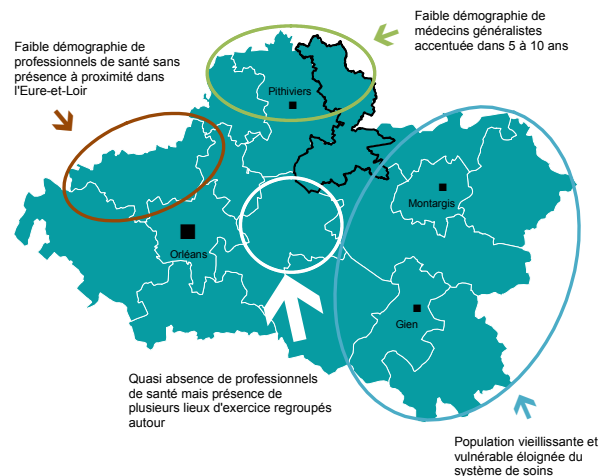 Faible démographie de
médecins généralistes
accentuée dans 5 à 10 ans
Faible démographie de
professionnels de santé sans
présence à proximité dans
l'Eure-et-Loir
Pithiviers
Montargis
Orléans
Gien
Quasi absence de professionnels
de santé mais présence de
plusieurs lieux d'exercice regroupés
autour
Population vieillissante et
vulnérable éloignée du
système de soins